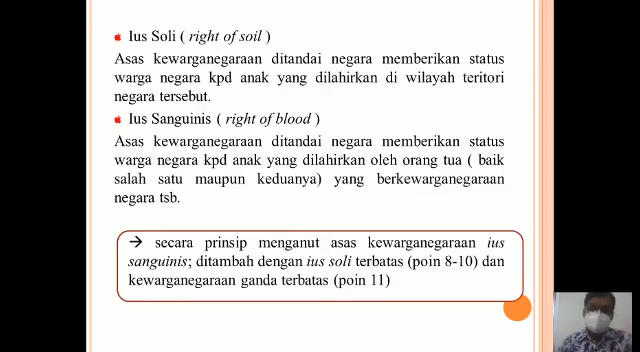 Ius Soli ( right of soil )
Asas kewarganegaraan ditandai negara memberikan status
warga negara kpd anak yang dilahirkan di wilayah teritori
negara tersebut.
Ius Sanguinis ( right of blood )
Asas kewarganegaraan ditandai negara memberikan status
warga negara kpd anak yang dilahirkan oleh orang tua ( baik
salah satu maupun keduanya) yang berkewarganegaraan
negara tsb.
→ secara prinsip menganut asas kewarganegaraan ius
sanguinis; ditambah dengan ius soli terbatas (poin 8-10) dan
kewarganegaraan ganda terbatas (poin 11)